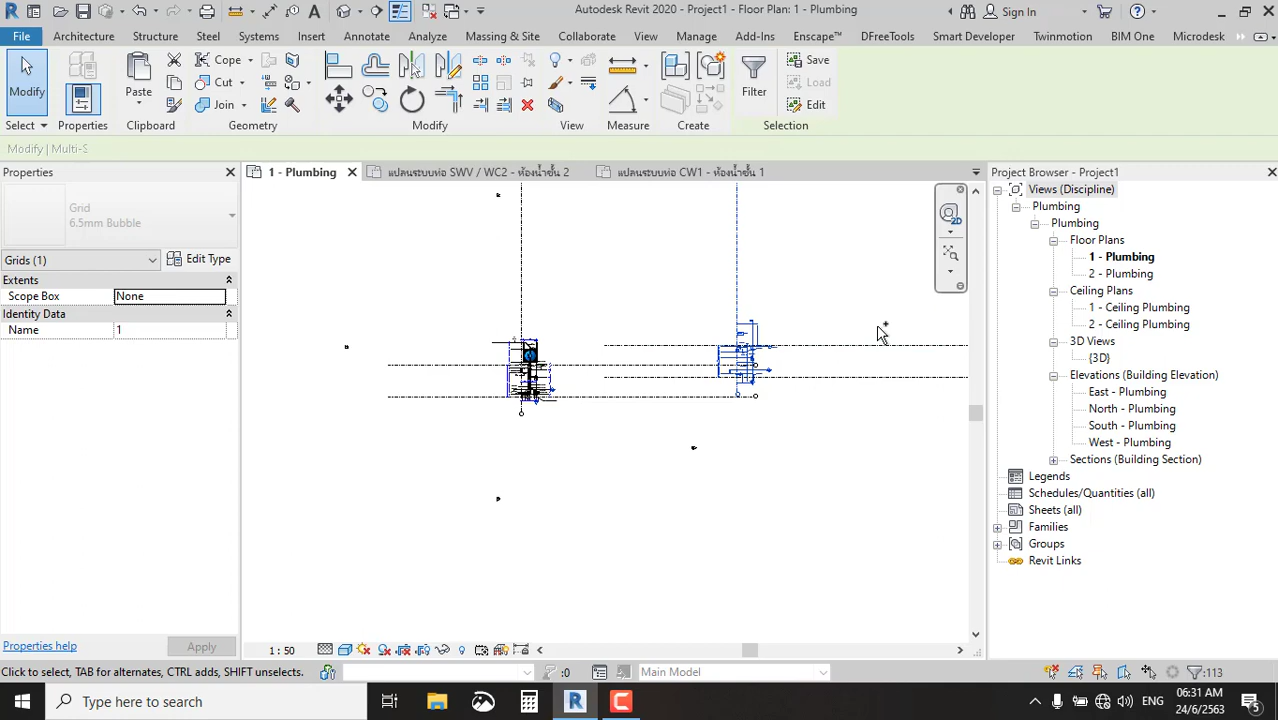 Autodesk Revit 2020 - Project1 - Floor Plan: 1 - Plumbing
Sign In
File Architecture Structure Steel Systems Insert Annotate Analyze Massing & Site Collaborate View Manage Add-Ins Enscape™ DFreeTools Smart Developer Twinmotion BIM One Microdesk
Modify
Paste
Cope
Cut
Join
Filter
Save
Load
Edit
Select Properties Clipboard Geometry Modify View Measure Create Selection
Modify | Multi-S
Properties
Grid
6.5mm Bubble
Grids (1)
Edit Type
Extents
Scope Box None
Identity Data
Name 1
Properties help
Apply
1 - Plumbing
แปลนระบบท่อ SWV / WC2 - ห้องน้ำชั้น 2
แปลนระบบท่อ CW1 - ห้องน้ำชั้น 1
2D
1 : 50
Project Browser - Project1
Views (Discipline)
Plumbing
Plumbing
Floor Plans
1 - Plumbing
2 - Plumbing
Ceiling Plans
1 - Ceiling Plumbing
2 - Ceiling Plumbing
3D Views
{3D}
Elevations (Building Elevation)
East - Plumbing
North - Plumbing
South - Plumbing
West - Plumbing
Sections (Building Section)
Legends
Schedules/Quantities (all)
Sheets (all)
Families
Groups
Revit Links
Click to select, TAB for alternates, CTRL adds, SHIFT unselects.
:0
Main Model
:113
Type here to search
ENG
06:31 AM
24/6/2563
5